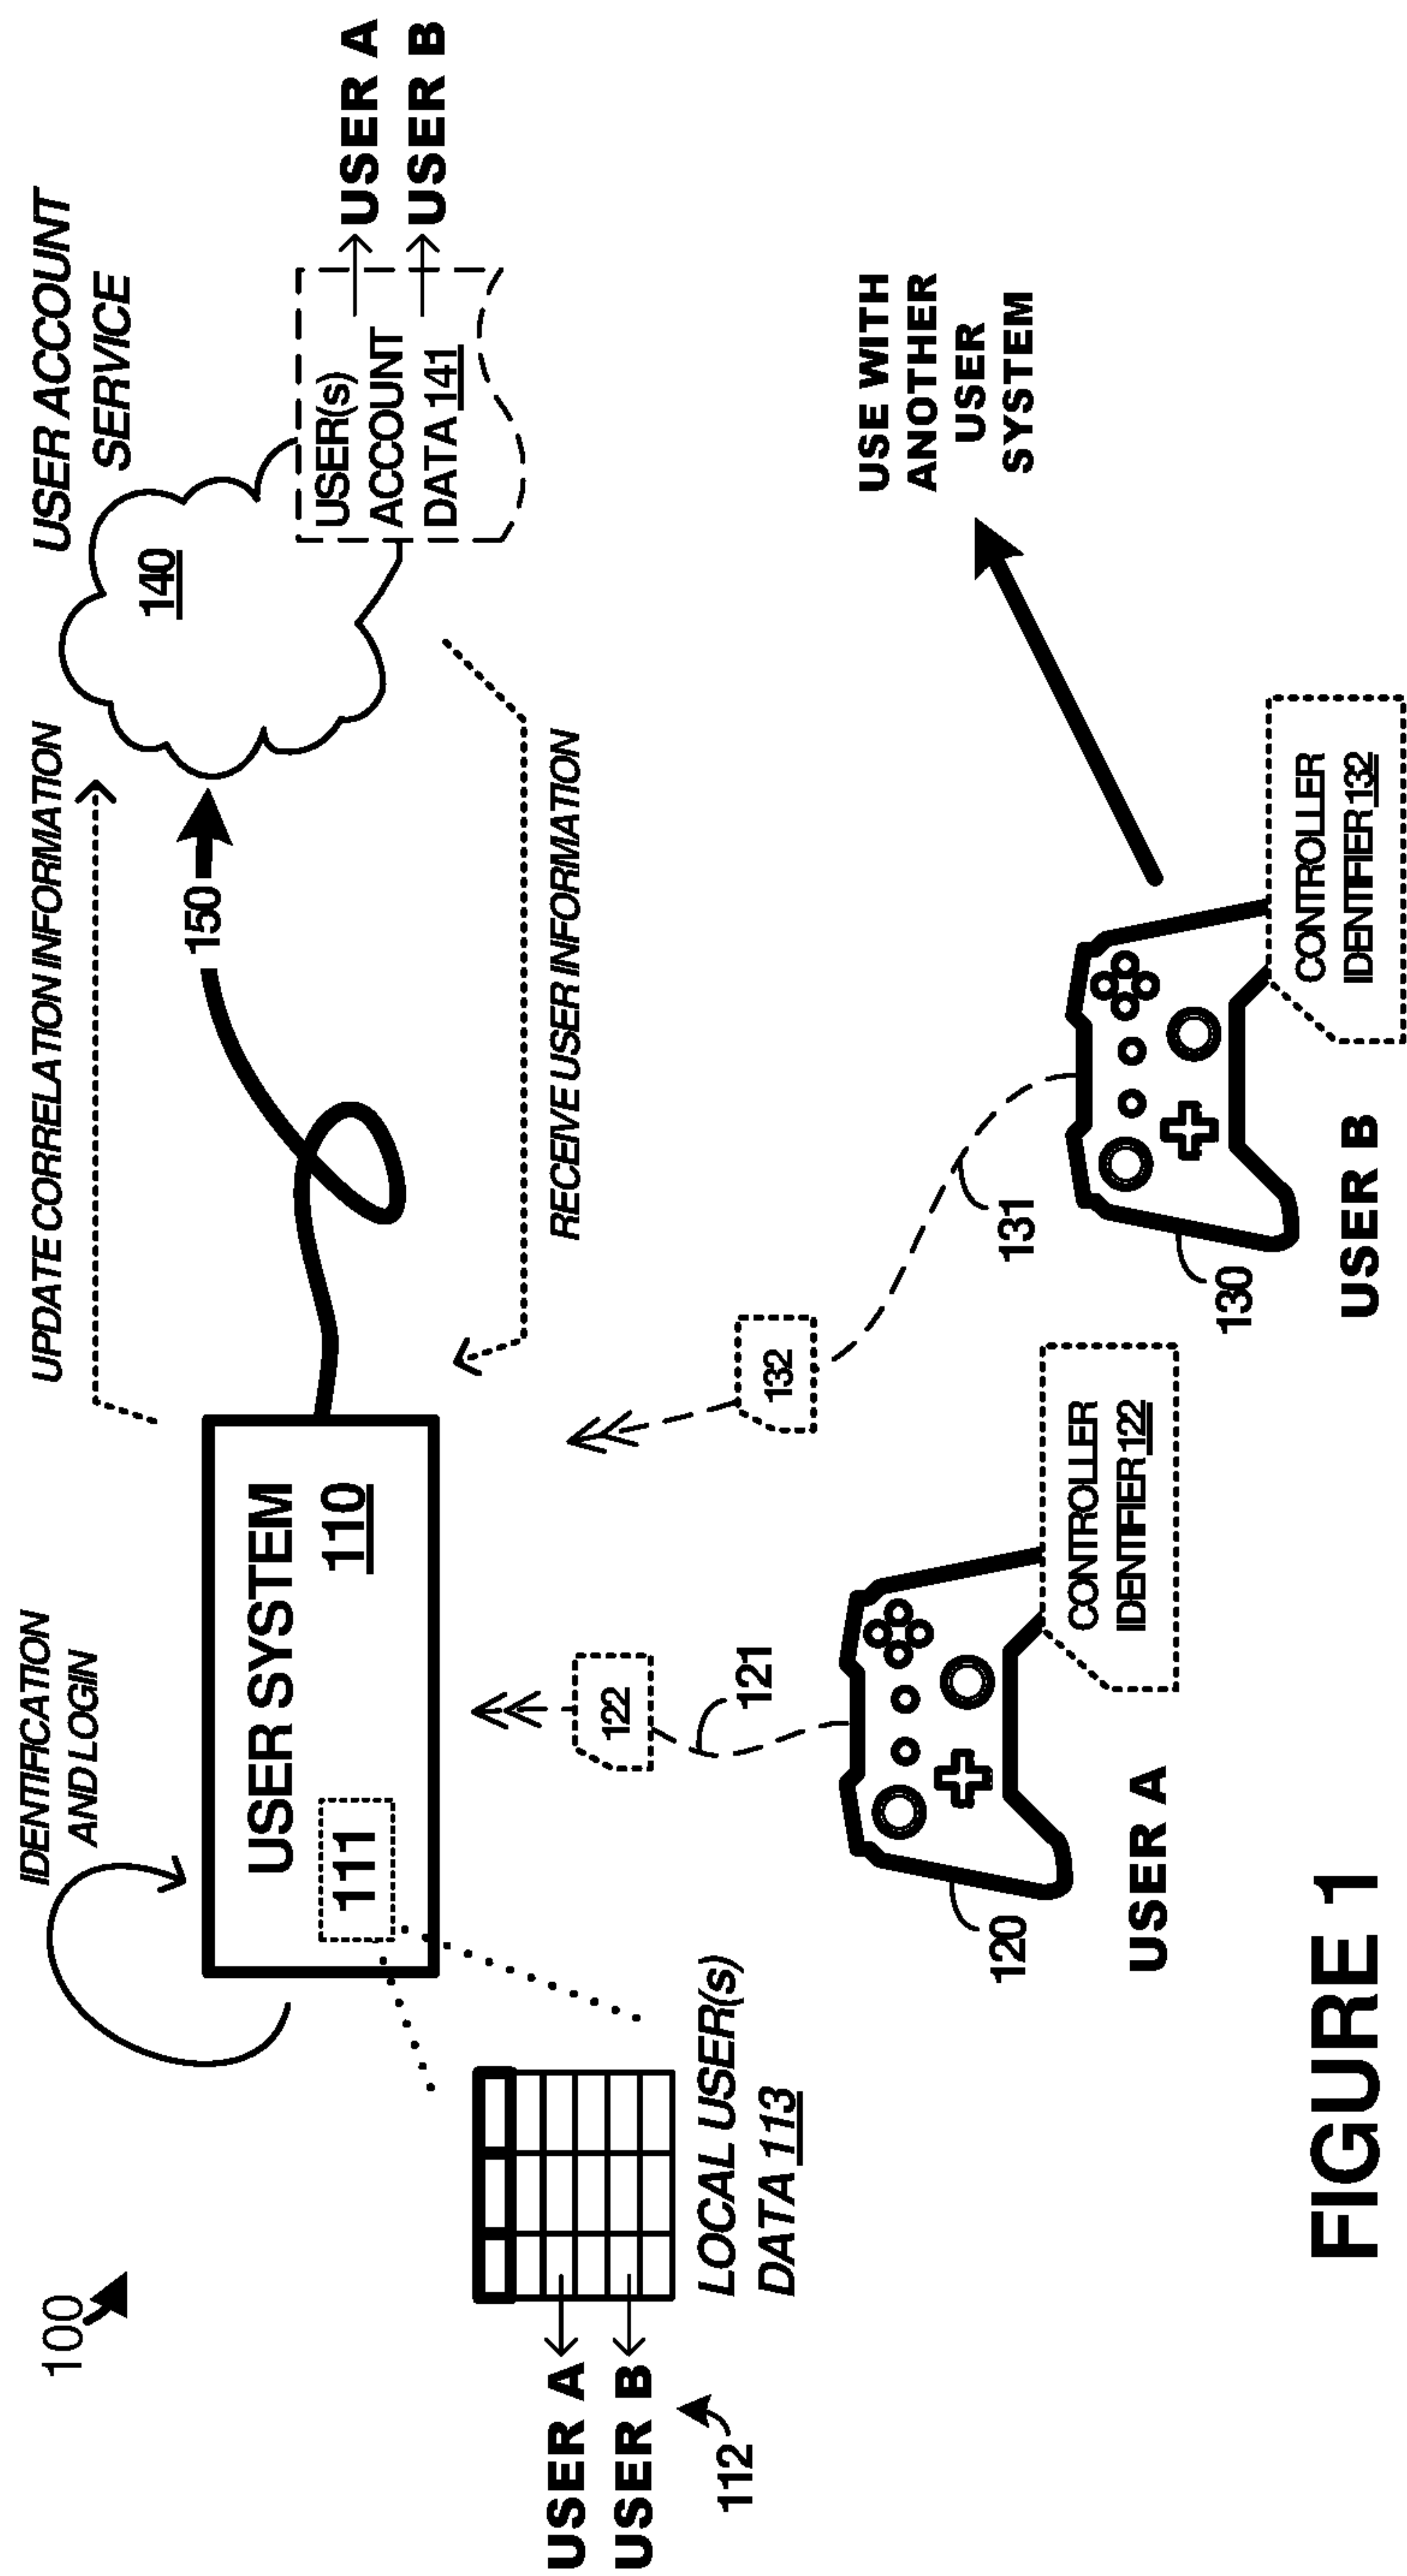 100
IDENTIFICATION
AND LOGIN
UPDATE CORRELATION INFORMATION
USER ACCOUNT
SERVICE
140
150
USER SYSTEM
110
111
USER(s)
ACCOUNT
DATA 141
USER A
USER B
RECEIVE USER INFORMATION
USER A
USER B
112
LOCAL USER(s)
DATA 113
122
121
132
131
USE WITH
ANOTHER
USER
SYSTEM
120
CONTROLLER
IDENTIFIER 122
USER A
130
CONTROLLER
IDENTIFIER 132
USER B
FIGURE 1